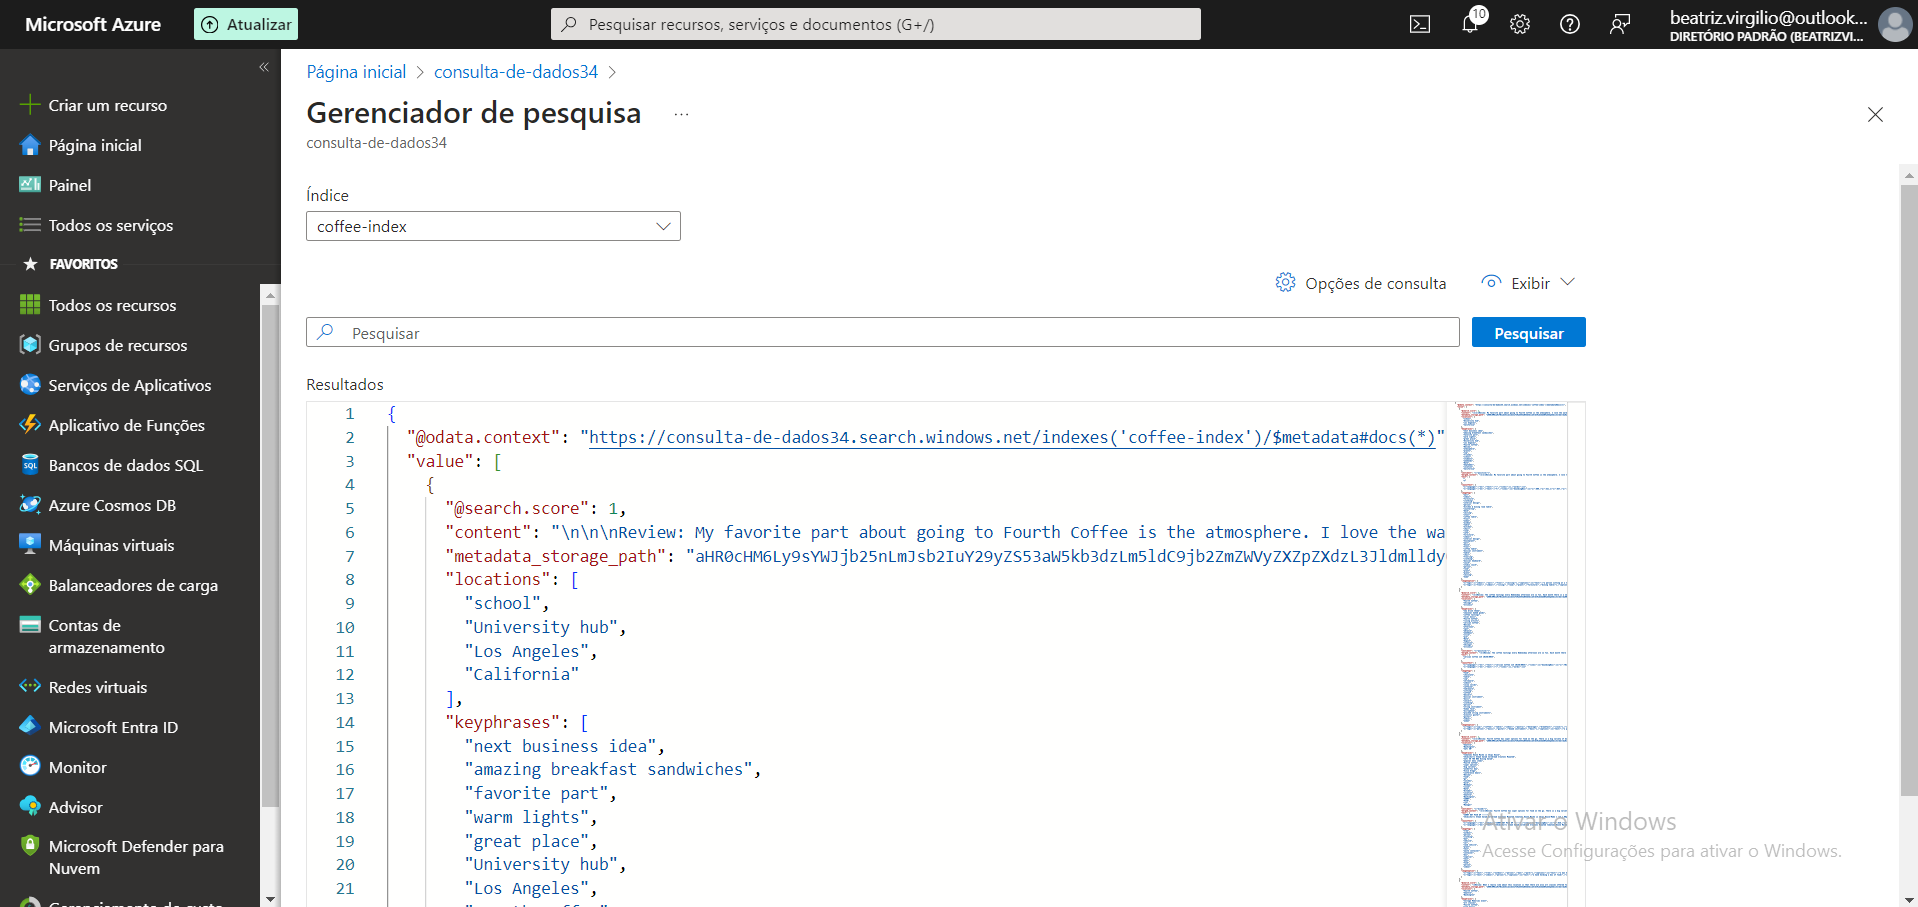 Microsoft Azure
Atualizar
Pesquisar recursos, serviços e documentos (G+/)
10
beatriz.virgilio@outlook...
DIRETÓRIO PADRÃO (BEATRIZVI...
Criar um recurso
Página inicial
Painel
Todos os serviços
FAVORITOS
Todos os recursos
Grupos de recursos
Serviços de Aplicativos
Aplicativo de Funções
Bancos de dados SQL
Azure Cosmos DB
Máquinas virtuais
Balanceadores de carga
Contas de
armazenamento
Redes virtuais
Microsoft Entra ID
Monitor
Advisor
Microsoft Defender para
Nuvem
Página inicial > consulta-de-dados34 >
Gerenciador de pesquisa ...
consulta-de-dados34
Índice
coffee-index
Opções de consulta
Exibir
Pesquisar
Pesquisar
Resultados
1 {
2 "@odata.context": "https://consulta-de-dados34.search.windows.net/indexes('coffee-index')/$metadata#docs(*)"
3 "value": [
4 {
5 "@search.score": 1,
6 "content": "\n\n\nReview: My favorite part about going to Fourth Coffee is the atmosphere. I love the wa
7 "metadata_storage_path": "aHR0cHM6Ly9sYWJjb25nLmJsb2IuY29yZS53aW5kb3dzLm5ldC9jb2ZmZWVyZXZpZXdzL3Jldmlldy
8 "locations": [
9 "school",
10 "University hub",
11 "Los Angeles",
12 "California"
13 ],
14 "keyphrases": [
15 "next business idea",
16 "amazing breakfast sandwiches",
17 "favorite part",
18 "warm lights",
19 "great place",
20 "University hub",
21 "Los Angeles",
Ativar o Windows
Acesse Configurações para ativar o Windows.